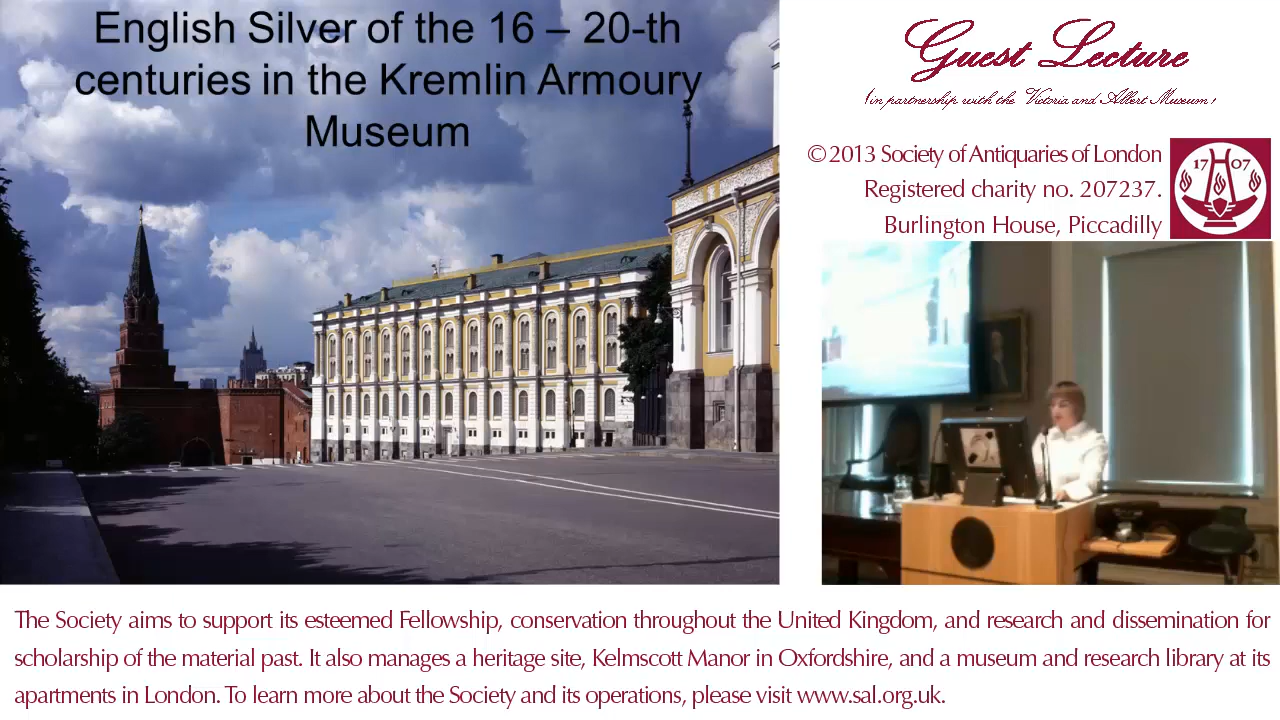 English Silver of the 16 – 20-th
centuries in the Kremlin Armoury
Museum
Guest Lecture
(in partnership with the Victoria and Albert Museum)
© 2013 Society of Antiquaries of London
Registered charity no. 207237.
Burlington House, Piccadilly
17 07
The Society aims to support its esteemed Fellowship, conservation throughout the United Kingdom, and research and dissemination for
scholarship of the material past. It also manages a heritage site, Kelmscott Manor in Oxfordshire, and a museum and research library at its
apartments in London. To learn more about the Society and its operations, please visit www.sal.org.uk.